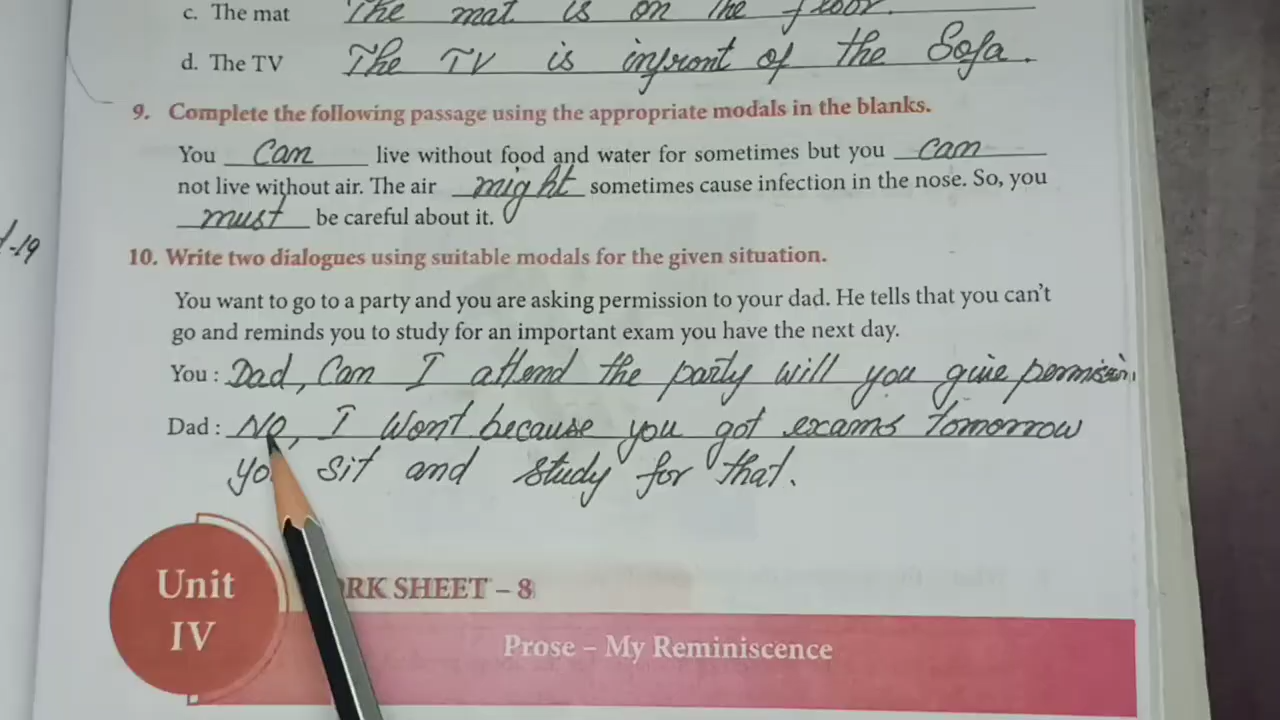 c. The mat The mat is on the floor.
d. The TV The TV is infront of the Sofa.
9. Complete the following passage using the appropriate modals in the blanks.
You can live without food and water for sometimes but you can
not live without air. The air might sometimes cause infection in the nose. So, you
must be careful about it.
10. Write two dialogues using suitable modals for the given situation.
You want to go to a party and you are asking permission to your dad. He tells that you can't
go and reminds you to study for an important exam you have the next day.
You : Dad, Can I attend the party will you give permission
Dad : No, I Won't because you got exams tomorrow
you sit and study for that.
Unit
IV
WORK SHEET – 8
Prose – My Reminiscence